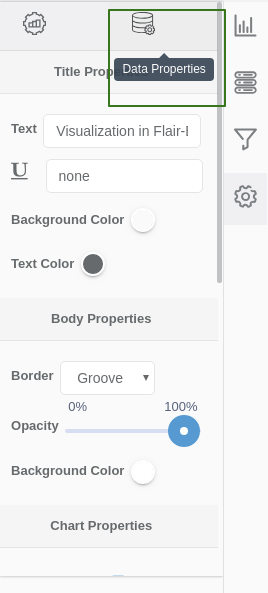 Title Prop
Data Properties
Text
Visualization in Flair-
U
none
Background Color
Text Color
Body Properties
Border
Groove
0%
100%
Opacity
Background Color
Chart Properties